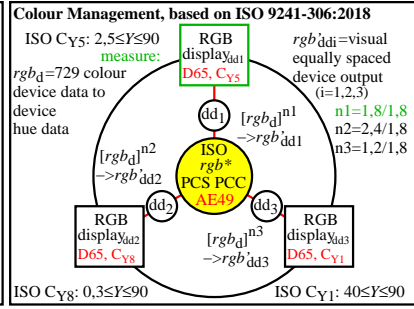 Colour Management, based on ISO 9241-306:2018
ISO CY5: 2,5≤Y≤90
measure:
rgbd=729 colour
device data to
device
hue data
RGB
displaydd1
D65, CY5
rgb'ddi=visual
equally spaced
device output
(i=1,2,3)
n1=1,8/1,8
n2=2,4/1,8
n3=1,2/1,8
dd1
[rgbd]n1
–>rgb'dd1
[rgbd]n2
–>rgb'dd2
ISO
rgb*
PCS PCC
AE49
dd2
dd3
RGB
displaydd2
D65, CY8
[rgbd]n3
–>rgb'dd3
RGB
displaydd3
D65, CY1
ISO CY8: 0,3≤Y≤90
ISO CY1: 40≤Y≤90